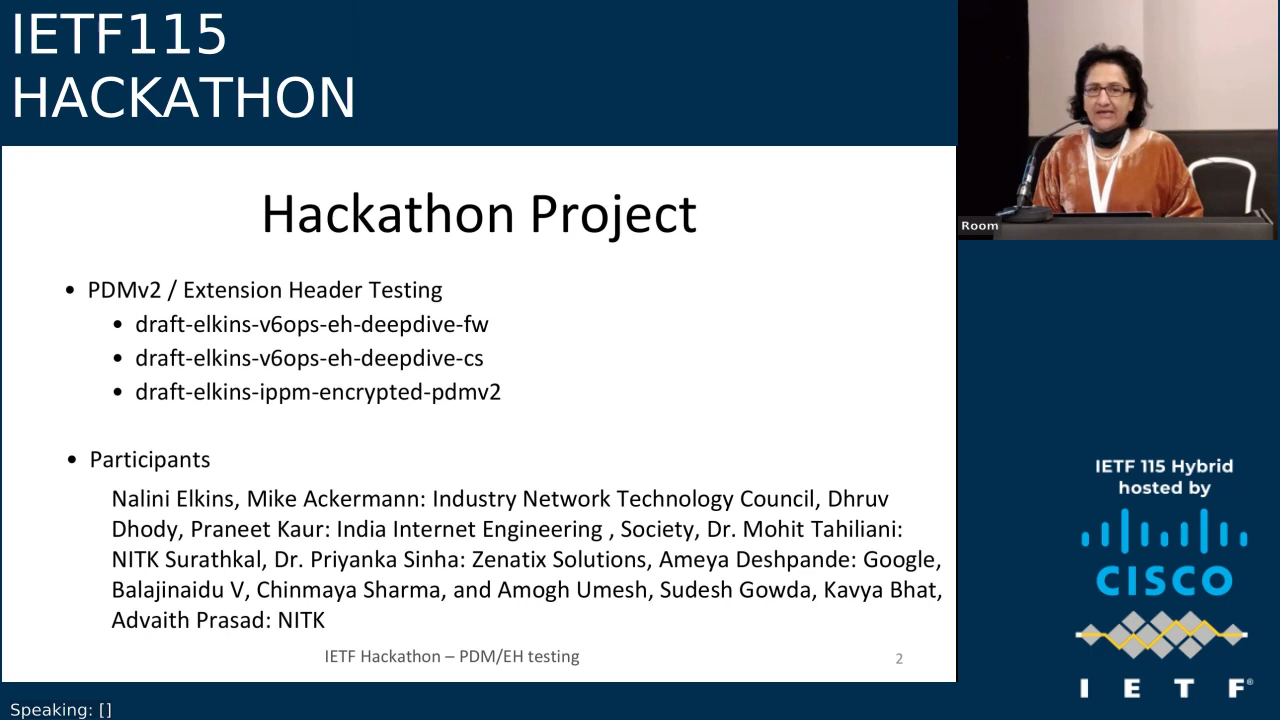 IETF115
HACKATHON
Hackathon Project
• PDMv2 / Extension Header Testing
• draft-elkins-v6ops-eh-deepdive-fw
• draft-elkins-v6ops-eh-deepdive-cs
• draft-elkins-ippm-encrypted-pdmv2
• Participants
Nalini Elkins, Mike Ackermann: Industry Network Technology Council, Dhruv
Dhody, Praneet Kaur: India Internet Engineering , Society, Dr. Mohit Tahiliani:
NITK Surathkal, Dr. Priyanka Sinha: Zenatix Solutions, Ameya Deshpande: Google,
Balajinaidu V, Chinmaya Sharma, and Amogh Umesh, Sudesh Gowda, Kavya Bhat,
Advaith Prasad: NITK
IETF Hackathon – PDM/EH testing
2
Room
IETF 115 Hybrid
hosted by
CISCO
I E T F®
Speaking: []